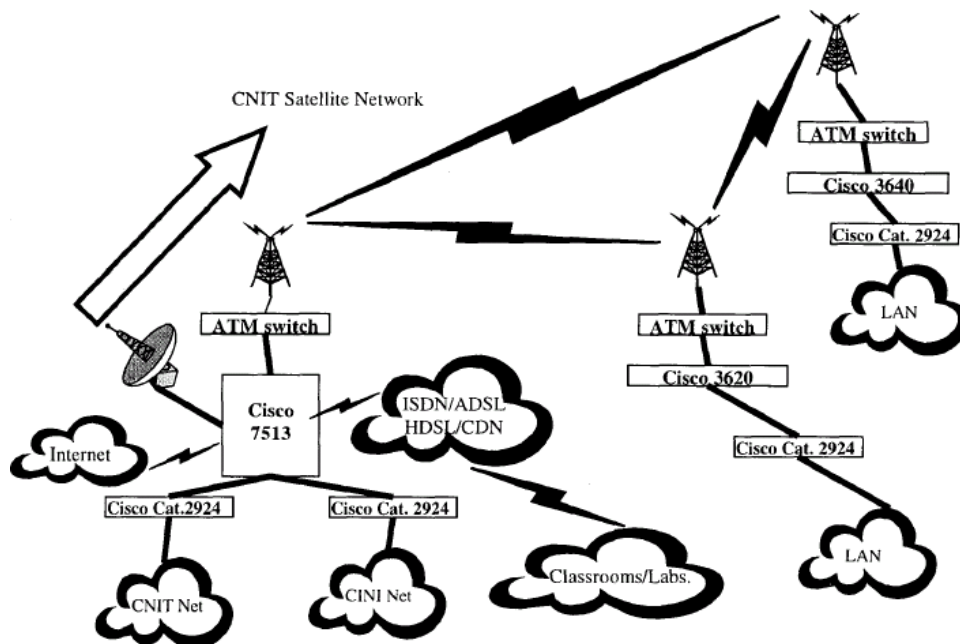 CNIT Satellite Network
ATM switch
Cisco 3640
Cisco Cat. 2924
LAN
ATM switch
ATM switch
Cisco 3620
Cisco
7513
ISDN/ADSL
HDSL/CDN
Internet
Cisco Cat. 2924
Cisco Cat.2924
Cisco Cat. 2924
LAN
Classrooms/Labs.
CNIT Net
CINI Net